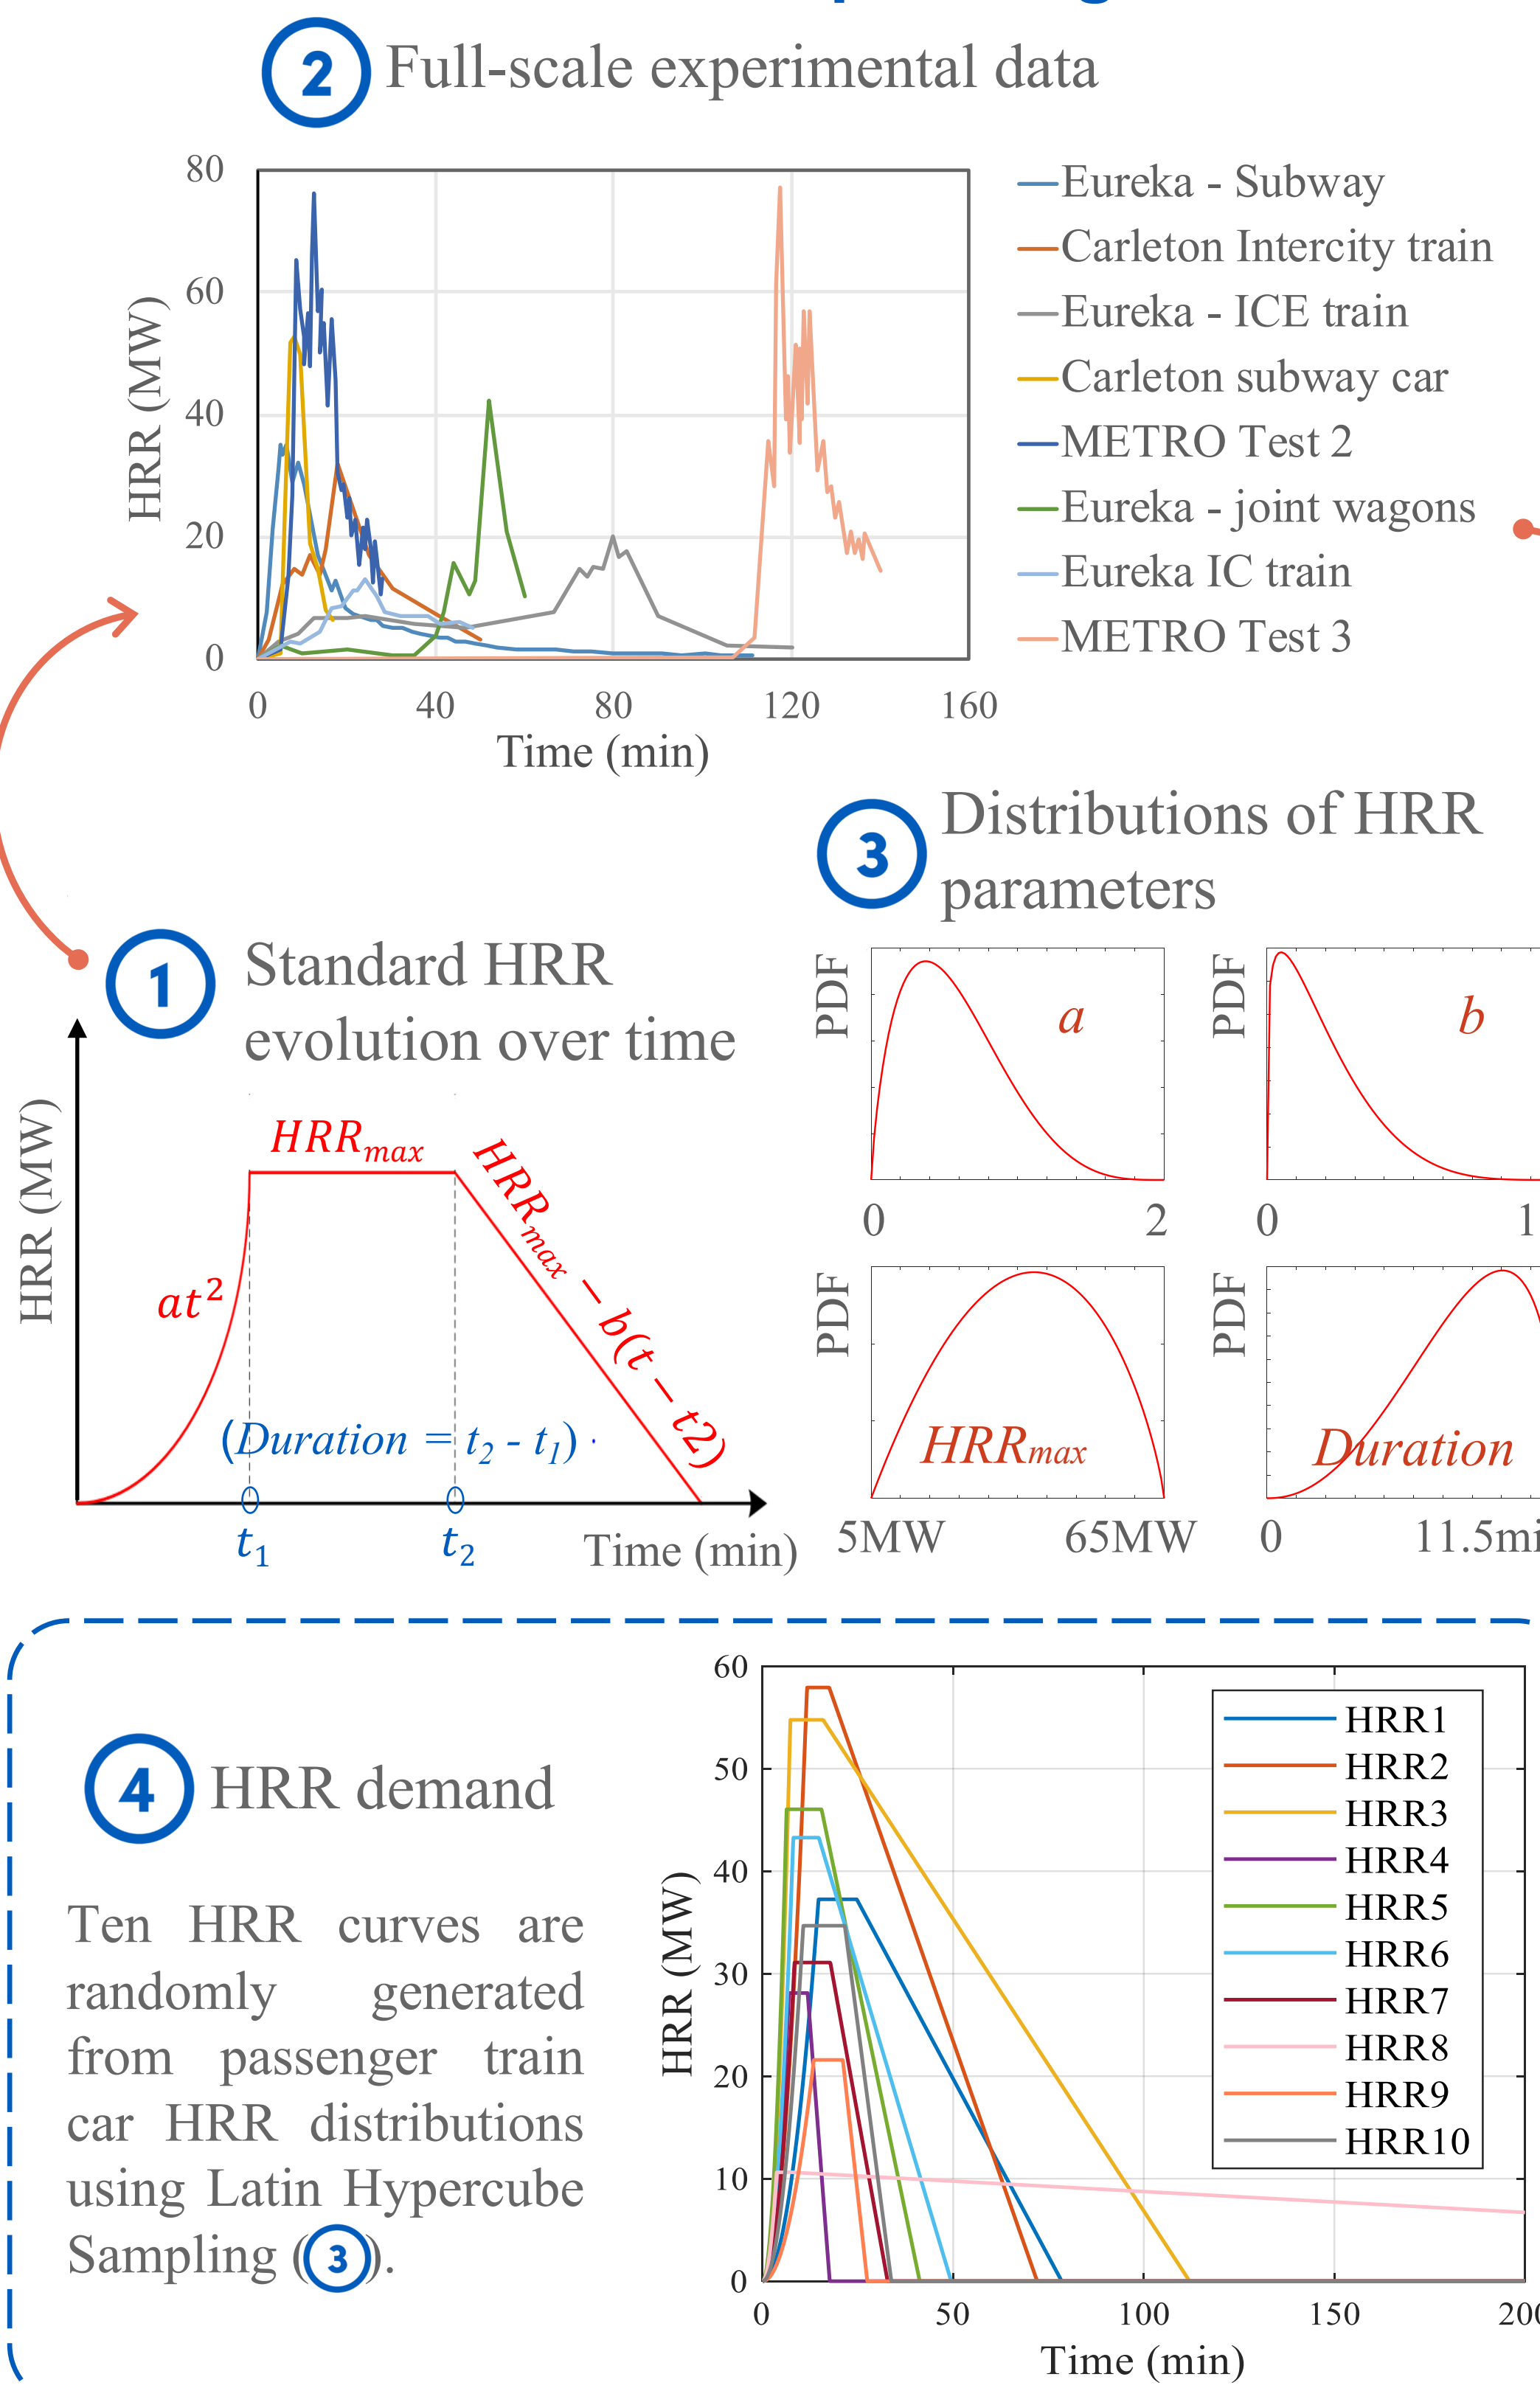 2 Full-scale experimental data
80
60
40
20
0
HRR (MW)
0 40 80 120 160
Time (min)
Eureka - Subway
Carleton Intercity train
Eureka - ICE train
Carleton subway car
METRO Test 2
Eureka - joint wagons
Eureka IC train
METRO Test 3
1 Standard HRR
evolution over time
HRR (MW)
HRRmax
at²
HRRmax – b(t – t2)
(Duration = t₂ - t₁)
t₁ t₂ Time (min)
3 Distributions of HRR
parameters
PDF a
0 2
PDF b
0 1
PDF HRRmax
5MW 65MW
PDF Duration
0 11.5mi
4 HRR demand
Ten HRR curves are
randomly generated
from passenger train
car HRR distributions
using Latin Hypercube
Sampling (3).
60
50
40
30
20
10
0
HRR (MW)
0 50 100 150 200
Time (min)
HRR1
HRR2
HRR3
HRR4
HRR5
HRR6
HRR7
HRR8
HRR9
HRR10